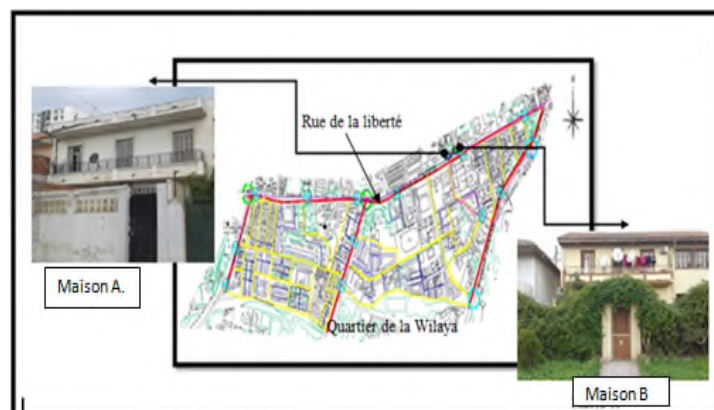 Rue de la liberté
Maison A.
Quartier de la Wilaya
Maison B